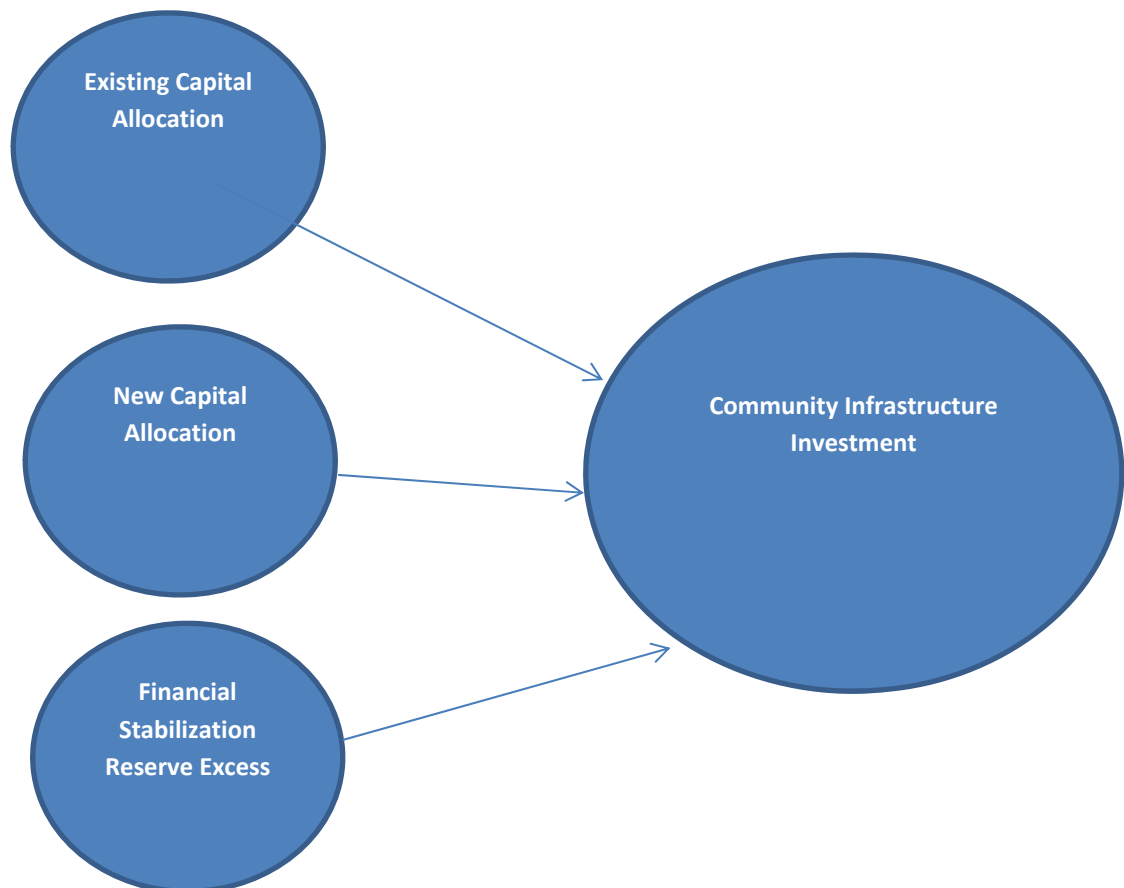 Existing Capital
Allocation
New Capital
Allocation
Community Infrastructure
Investment
Financial
Stabilization
Reserve Excess